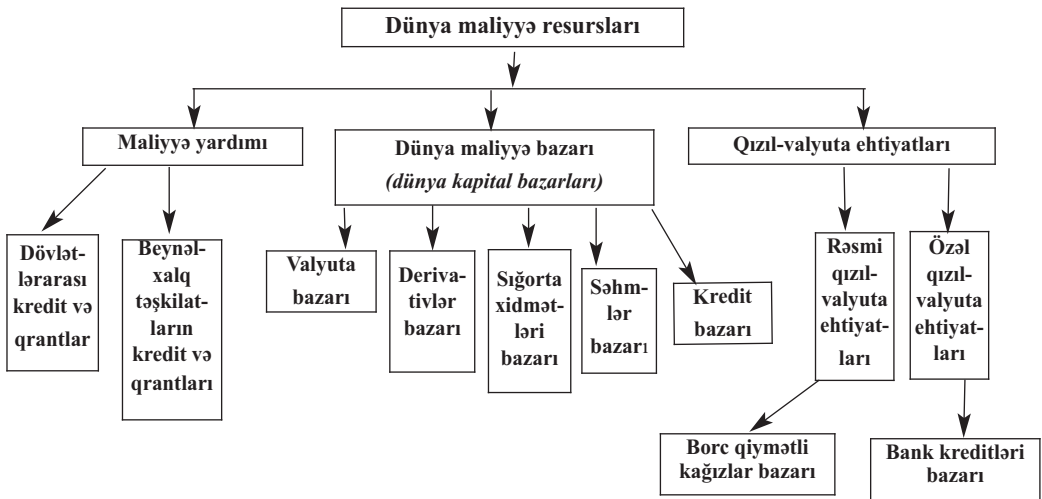 Dünya maliyyə resursları
Maliyyə yardımı
Dünya maliyyə bazarı
(dünya kapital bazarları)
Qızıl-valyuta ehtiyatları
Dövlət-
lərarası
kredit və
qrantlar
Beynəl-
xalq
təşkilat-
ların
kredit və
qrantları
Valyuta
bazarı
Deriva-
tivlər
bazarı
Sığorta
xidmət-
ləri
bazarı
Səhm-
lər
bazarı
Kredit
bazarı
Rəsmi
qızıl-
valyuta
ehtiyat-
ları
Özəl
qızıl-
valyuta
ehtiyat-
ları
Borc qiymətli
kağızlar bazarı
Bank kreditləri
bazarı